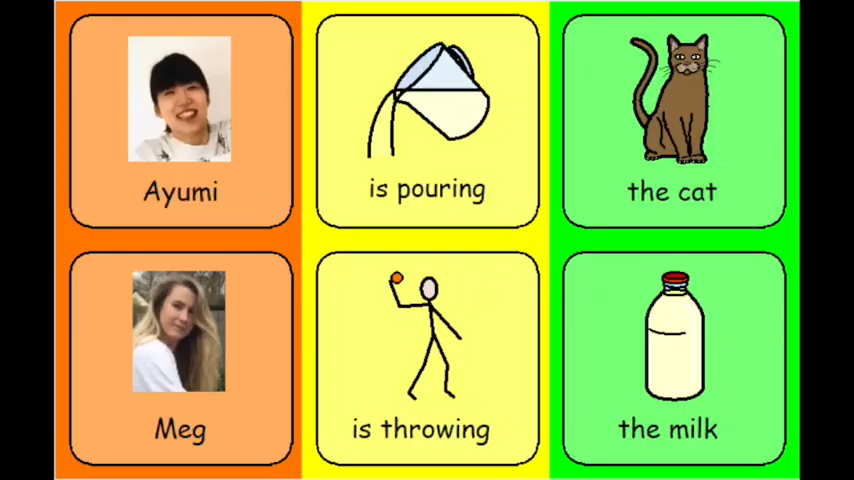 Ayumi
is pouring
the cat
Meg
is throwing
the milk